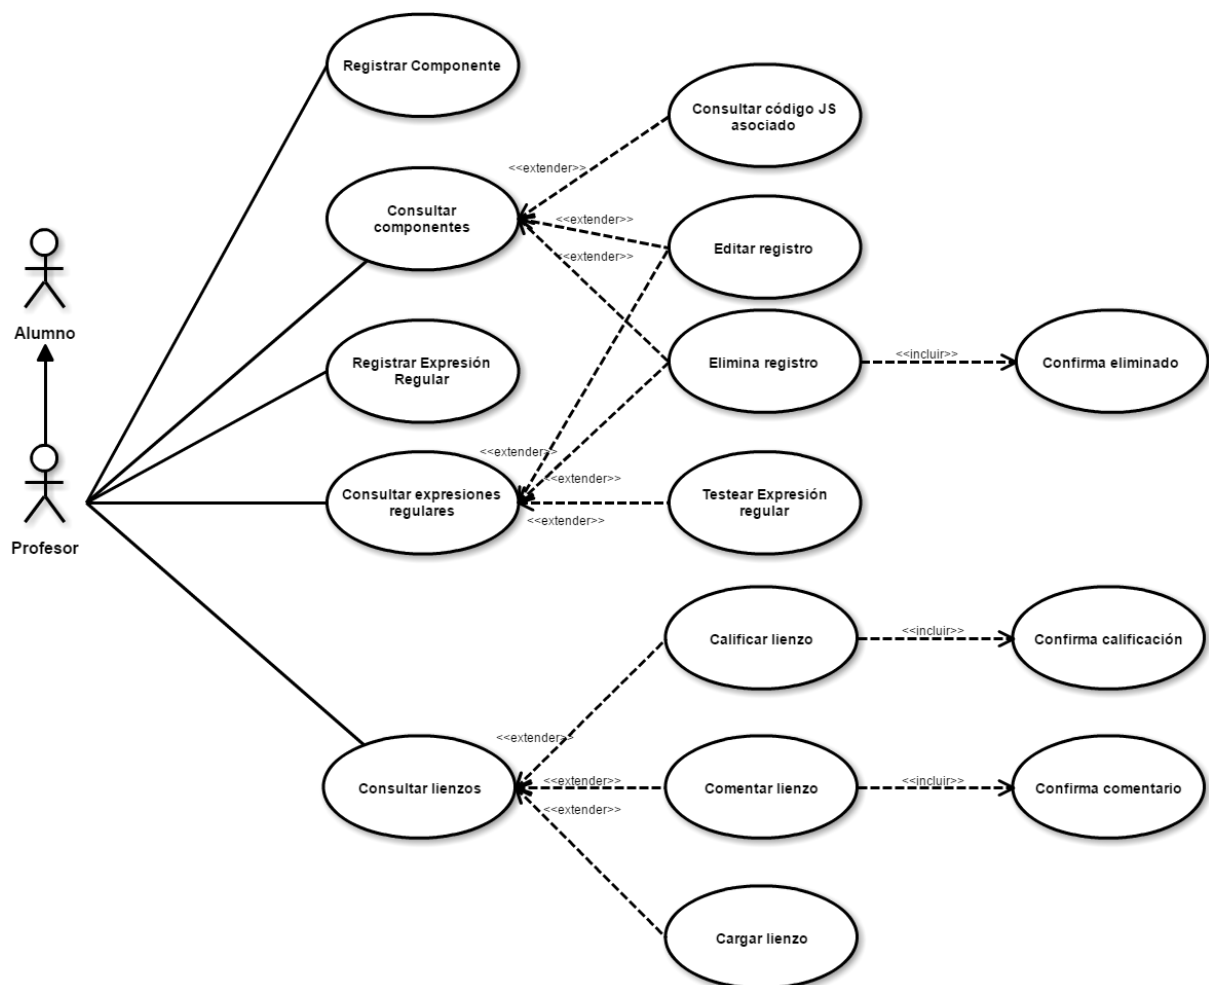 Registrar Componente
Consultar código JS
asociado
<<extender>>
Consultar
componentes
<<extender>>
Editar registro
<<extender>>
Alumno
Registrar Expresión
Regular
Elimina registro
<<incluir>>
Confirma eliminado
<<extender>>
Consultar expresiones
regulares
<<extender>>
Testear Expresión
regular
<<extender>>
Profesor
Calificar lienzo
<<incluir>>
Confirma calificación
<<extender>>
Consultar lienzos
<<extender>>
Comentar lienzo
<<incluir>>
Confirma comentario
<<extender>>
Cargar lienzo